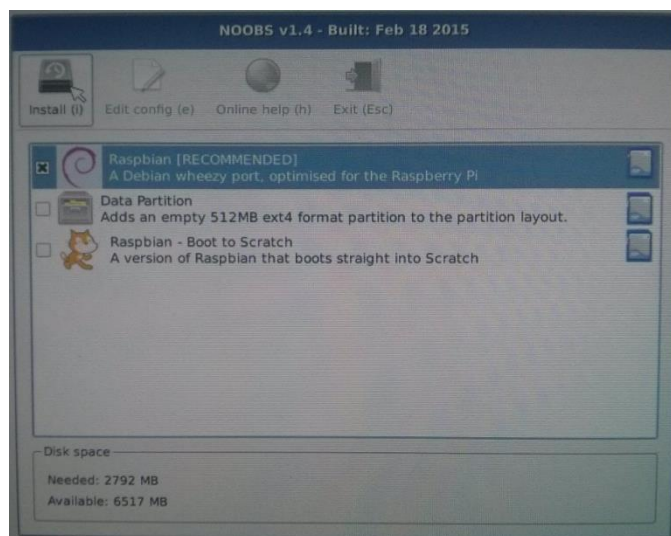 NOOBS v1.4 - Built: Feb 18 2015
Install (i) Edit config (e) Online help (h) Exit (Esc)
Raspbian [RECOMMENDED]
A Debian wheezy port, optimised for the Raspberry Pi
Data Partition
Adds an empty 512MB ext4 format partition to the partition layout.
Raspbian - Boot to Scratch
A version of Raspbian that boots straight into Scratch
Disk space
Needed: 2792 MB
Available: 6517 MB